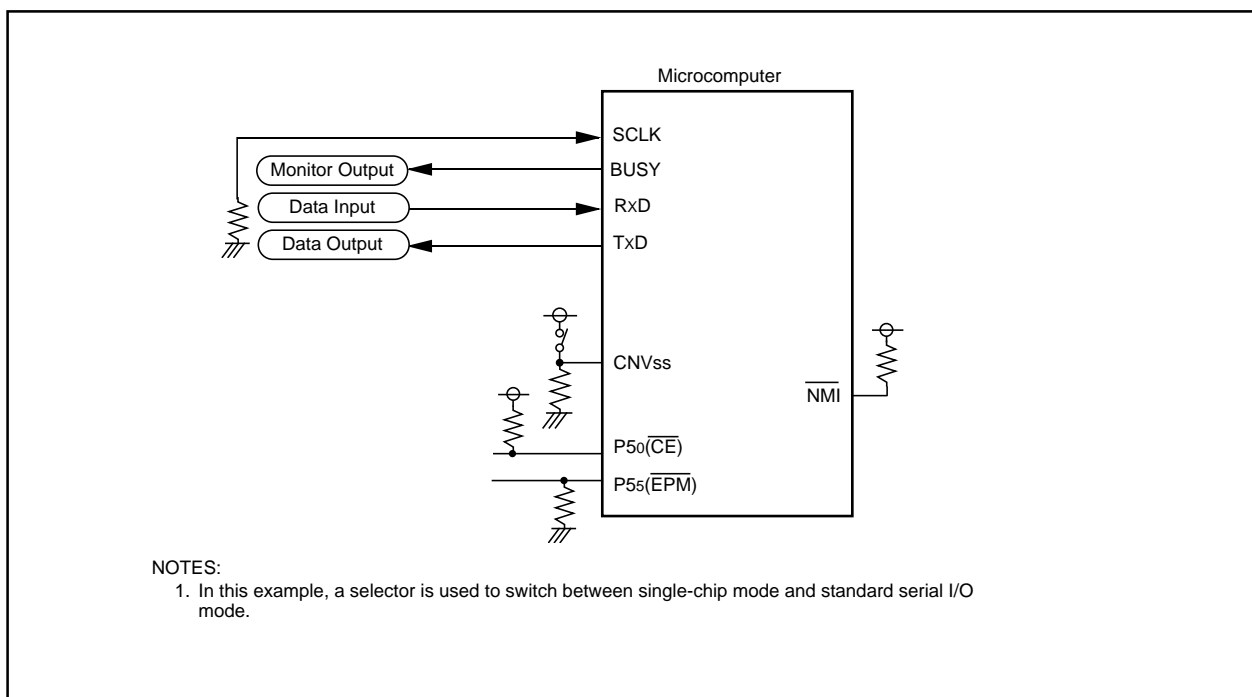 Microcomputer
SCLK
Monitor Output
BUSY
Data Input
RxD
Data Output
TxD
CNVss
NMI
P50(CE)
P55(EPM)
NOTES:
1. In this example, a selector is used to switch between single-chip mode and standard serial I/O
mode.